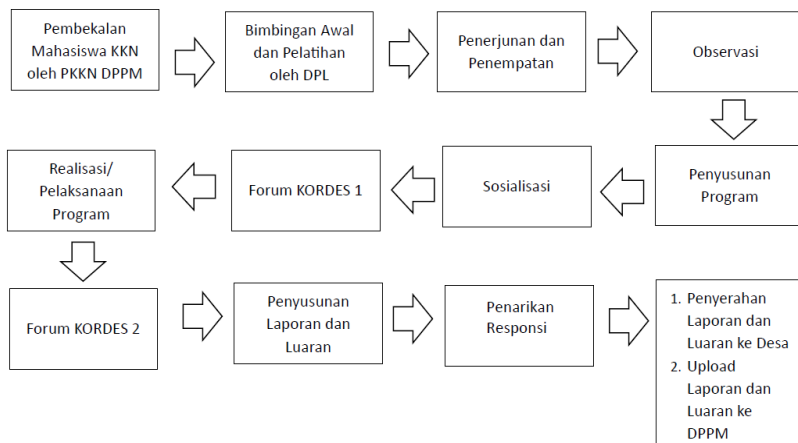 Pembekalan
Mahasiswa KKN
oleh PKKN DPPM
Bimbingan Awal
dan Pelatihan
oleh DPL
Penerjunan dan
Penempatan
Observasi
Penyusunan
Program
Sosialisasi
Forum KORDES 1
Realisasi/
Pelaksanaan
Program
Forum KORDES 2
Penyusunan
Laporan dan
Luaran
Penarikan
Responsi
1. Penyerahan
Laporan dan
Luaran ke Desa
2. Upload
Laporan dan
Luaran ke
DPPM